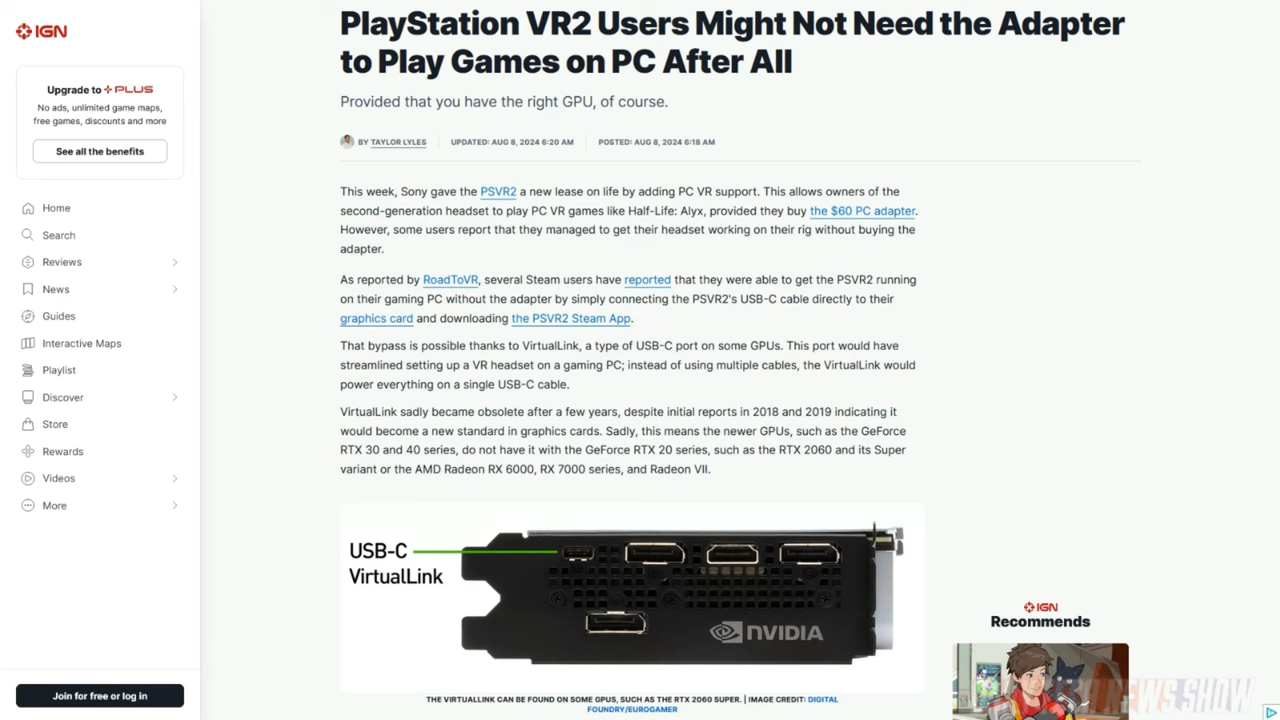 IGN
Upgrade to PLUS
No ads, unlimited game maps,
free games, discounts and more
See all the benefits
Home
Search
Reviews
News
Guides
Interactive Maps
Playlist
Discover
Store
Rewards
Videos
More
Join for free or log in
PlayStation VR2 Users Might Not Need the Adapter
to Play Games on PC After All
Provided that you have the right GPU, of course.
BY TAYLOR LYLES UPDATED: AUG 8, 2024 6:20 AM POSTED: AUG 8, 2024 6:18 AM
This week, Sony gave the PSVR2 a new lease on life by adding PC VR support. This allows owners of the
second-generation headset to play PC VR games like Half-Life: Alyx, provided they buy the $60 PC adapter.
However, some users report that they managed to get their headset working on their rig without buying the
adapter.
As reported by RoadToVR, several Steam users have reported that they were able to get the PSVR2 running
on their gaming PC without the adapter by simply connecting the PSVR2's USB-C cable directly to their
graphics card and downloading the PSVR2 Steam App.
That bypass is possible thanks to VirtualLink, a type of USB-C port on some GPUs. This port would have
streamlined setting up a VR headset on a gaming PC; instead of using multiple cables, the VirtualLink would
power everything on a single USB-C cable.
VirtualLink sadly became obsolete after a few years, despite initial reports in 2018 and 2019 indicating it
would become a new standard in graphics cards. Sadly, this means the newer GPUs, such as the GeForce
RTX 30 and 40 series, do not have it with the GeForce RTX 20 series, such as the RTX 2060 and its Super
variant or the AMD Radeon RX 6000, RX 7000 series, and Radeon VII.
USB-C
VirtualLink
NVIDIA
THE VIRTUALLINK CAN BE FOUND ON SOME GPUS, SUCH AS THE RTX 2060 SUPER. | IMAGE CREDIT: DIGITAL
FOUNDRY/EUROGAMER
IGN
Recommends
NEWS.SHOW